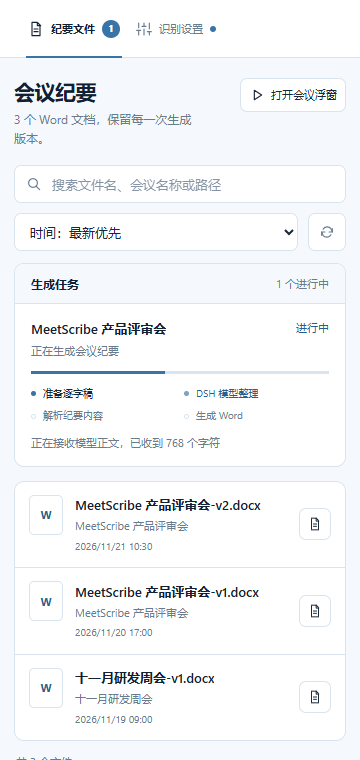 纪要文件 1 识别设置
会议纪要
打开会议浮窗
3 个 Word 文档，保留每一次生成
版本。
搜索文件名、会议名称或路径
时间：最新优先
生成任务 1 个进行中
MeetScribe 产品评审会 进行中
正在生成会议纪要
准备逐字稿 DSH 模型整理
解析纪要内容 生成 Word
正在接收模型正文，已收到 768 个字符
W
MeetScribe 产品评审会-v2.docx
MeetScribe 产品评审会
2026/11/21 10:30
W
MeetScribe 产品评审会-v1.docx
MeetScribe 产品评审会
2026/11/20 17:00
W
十一月研发周会-v1.docx
十一月研发周会
2026/11/19 09:00